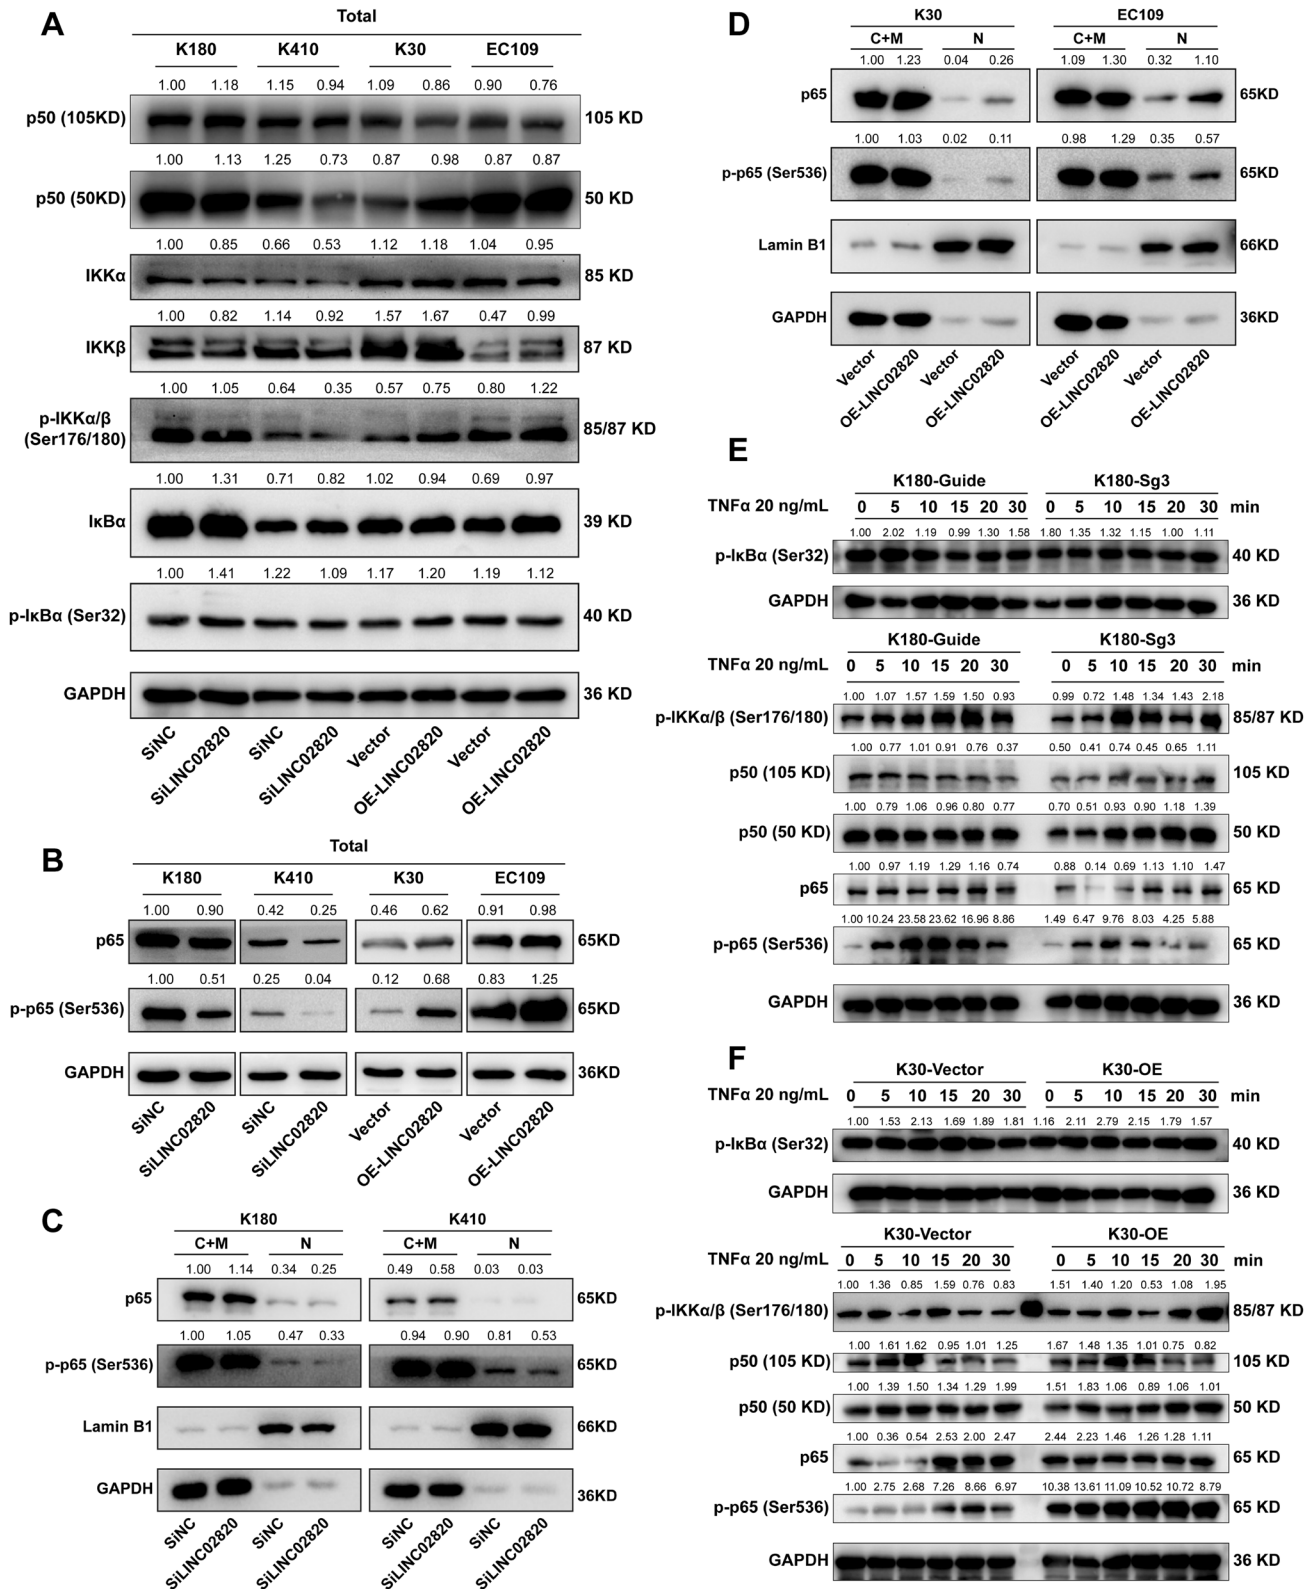 A
Total
K180 K410 K30 EC109
1.00 1.18 1.15 0.94 1.09 0.86 0.90 0.76
p50 (105KD) 105 KD
1.00 1.13 1.25 0.73 0.87 0.98 0.87 0.87
p50 (50KD) 50 KD
1.00 0.85 0.66 0.53 1.12 1.18 1.04 0.95
IKKα 85 KD
1.00 0.82 1.14 0.92 1.57 1.67 0.47 0.99
IKKβ 87 KD
1.00 1.05 0.64 0.35 0.57 0.75 0.80 1.22
p-IKKα/β
(Ser176/180) 85/87 KD
1.00 1.31 0.71 0.82 1.02 0.94 0.69 0.97
IκBα 39 KD
1.00 1.41 1.22 1.09 1.17 1.20 1.19 1.12
p-IκBα (Ser32) 40 KD
GAPDH 36 KD
SiNC SiLINC02820 SiNC SiLINC02820 Vector OE-LINC02820 Vector OE-LINC02820
B
Total
K180 K410 K30 EC109
1.00 0.90 0.42 0.25 0.46 0.62 0.91 0.98
p65 65KD
1.00 0.51 0.25 0.04 0.12 0.68 0.83 1.25
p-p65 (Ser536) 65KD
GAPDH 36KD
SiNC SiLINC02820 SiNC SiLINC02820 Vector OE-LINC02820 Vector OE-LINC02820
C
K180 K410
C+M N C+M N
1.00 1.14 0.34 0.25 0.49 0.58 0.03 0.03
p65 65KD
1.00 1.05 0.47 0.33 0.94 0.90 0.81 0.53
p-p65 (Ser536) 65KD
Lamin B1 66KD
GAPDH 36KD
SiNC SiLINC02820 SiNC SiLINC02820 SiNC SiLINC02820 SiNC SiLINC02820
D
K30 EC109
C+M N C+M N
1.00 1.23 0.04 0.26 1.09 1.30 0.32 1.10
p65 65KD
1.00 1.03 0.02 0.11 0.98 1.29 0.35 0.57
p-p65 (Ser536) 65KD
Lamin B1 66KD
GAPDH 36KD
Vector OE-LINC02820 Vector OE-LINC02820 Vector OE-LINC02820 Vector OE-LINC02820
E
K180-Guide K180-Sg3
TNFα 20 ng/mL 0 5 10 15 20 30 0 5 10 15 20 30 min
1.00 2.02 1.19 0.99 1.30 1.58 1.80 1.35 1.32 1.15 1.00 1.11
p-IκBα (Ser32) 40 KD
GAPDH 36 KD
K180-Guide K180-Sg3
TNFα 20 ng/mL 0 5 10 15 20 30 0 5 10 15 20 30 min
1.00 1.07 1.57 1.59 1.50 0.93 0.99 0.72 1.48 1.34 1.43 2.18
p-IKKα/β (Ser176/180) 85/87 KD
1.00 0.77 1.01 0.91 0.76 0.37 0.50 0.41 0.74 0.45 0.65 1.11
p50 (105 KD) 105 KD
1.00 0.79 1.06 0.96 0.80 0.77 0.70 0.51 0.93 0.90 1.18 1.39
p50 (50 KD) 50 KD
1.00 0.97 1.19 1.29 1.16 0.74 0.88 0.14 0.69 1.13 1.10 1.47
p65 65 KD
1.00 10.24 23.58 23.62 16.96 8.86 1.49 6.47 9.76 8.03 4.25 5.88
p-p65 (Ser536) 65 KD
GAPDH 36 KD
F
K30-Vector K30-OE
TNFα 20 ng/mL 0 5 10 15 20 30 0 5 10 15 20 30 min
1.00 1.53 2.13 1.69 1.89 1.81 1.16 2.11 2.79 2.15 1.79 1.57
p-IκBα (Ser32) 40 KD
GAPDH 36 KD
K30-Vector K30-OE
TNFα 20 ng/mL 0 5 10 15 20 30 0 5 10 15 20 30 min
1.00 1.36 0.85 1.59 0.76 0.83 1.51 1.40 1.20 0.53 1.08 1.95
p-IKKα/β (Ser176/180) 85/87 KD
1.00 1.61 1.62 0.95 1.01 1.25 1.67 1.48 1.35 1.01 0.75 0.82
p50 (105 KD) 105 KD
1.00 1.39 1.50 1.34 1.29 1.99 1.51 1.83 1.06 0.89 1.06 1.01
p50 (50 KD) 50 KD
1.00 0.36 0.54 2.53 2.00 2.47 2.44 2.23 1.46 1.26 1.28 1.11
p65 65 KD
1.00 2.75 2.68 7.26 8.66 6.97 10.38 13.61 11.09 10.52 10.72 8.79
p-p65 (Ser536) 65 KD
GAPDH 36 KD